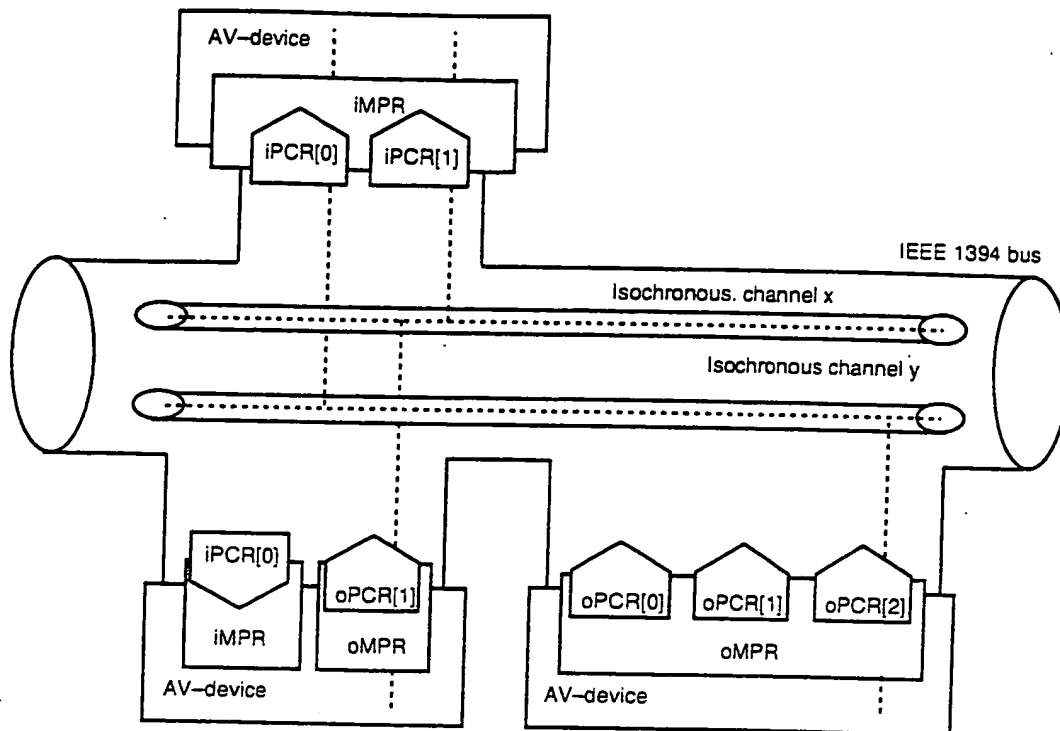 AV–device
iMPR
iPCR[0]
iPCR[1]
IEEE 1394 bus
Isochronous. channel x
Isochronous channel y
iPCR[0]
oPCR[1]
iMPR
oMPR
AV–device
oPCR[0]
oPCR[1]
oPCR[2]
oMPR
AV–device